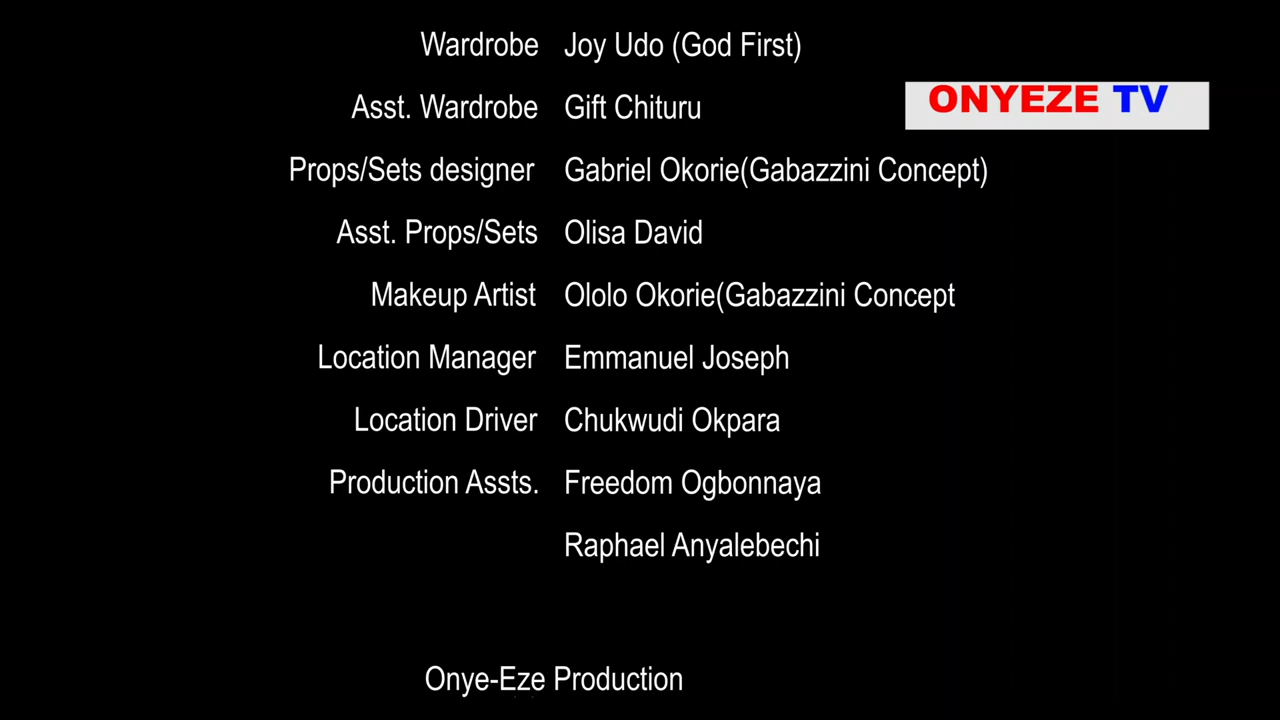 Wardrobe Joy Udo (God First)
ONYEZE TV
Asst. Wardrobe Gift Chituru
Props/Sets designer Gabriel Okorie(Gabazzini Concept)
Asst. Props/Sets Olisa David
Makeup Artist Ololo Okorie(Gabazzini Concept
Location Manager Emmanuel Joseph
Location Driver Chukwudi Okpara
Production Assts. Freedom Ogbonnaya
Raphael Anyalebechi
Onye-Eze Production